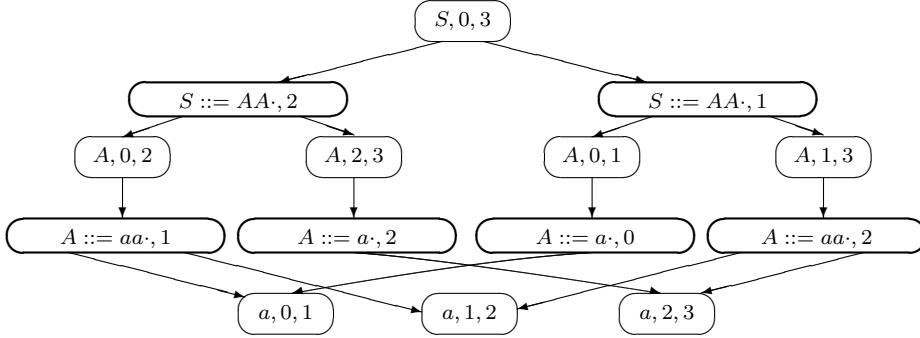 S, 0, 3
S ::= AA·, 2
S ::= AA·, 1
A, 0, 2
A, 2, 3
A, 0, 1
A, 1, 3
A ::= aa·, 1
A ::= a·, 2
A ::= a·, 0
A ::= aa·, 2
a, 0, 1
a, 1, 2
a, 2, 3